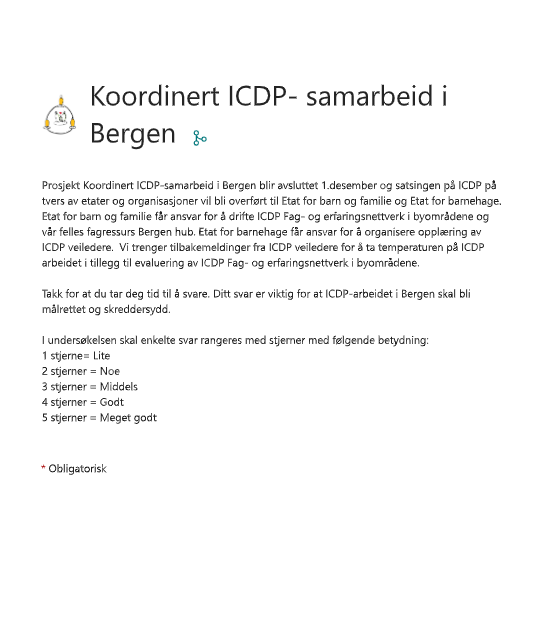 Koordinert ICDP- samarbeid i
Bergen
Prosjekt Koordinert ICDP-samarbeid i Bergen blir avsluttet 1.desember og satsingen på ICDP på
tvers av etater og organisasjoner vil bli overført til Etat for barn og familie og Etat for barnehage.
Etat for barn og familie får ansvar for å drifte ICDP Fag- og erfaringsnettverk i byområdene og
vår felles fagressurs Bergen hub. Etat for barnehage får ansvar for å organisere opplæring av
ICDP veiledere.  Vi trenger tilbakemeldinger fra ICDP veiledere for å ta temperaturen på ICDP
arbeidet i tillegg til evaluering av ICDP Fag- og erfaringsnettverk i byområdene.
Takk for at du tar deg tid til å svare. Ditt svar er viktig for at ICDP-arbeidet i Bergen skal bli
målrettet og skreddersydd.
I undersøkelsen skal enkelte svar rangeres med stjerner med følgende betydning:
1 stjerne= Lite
2 stjerner = Noe
3 stjerner = Middels
4 stjerner = Godt
5 stjerner = Meget godt
* Obligatorisk